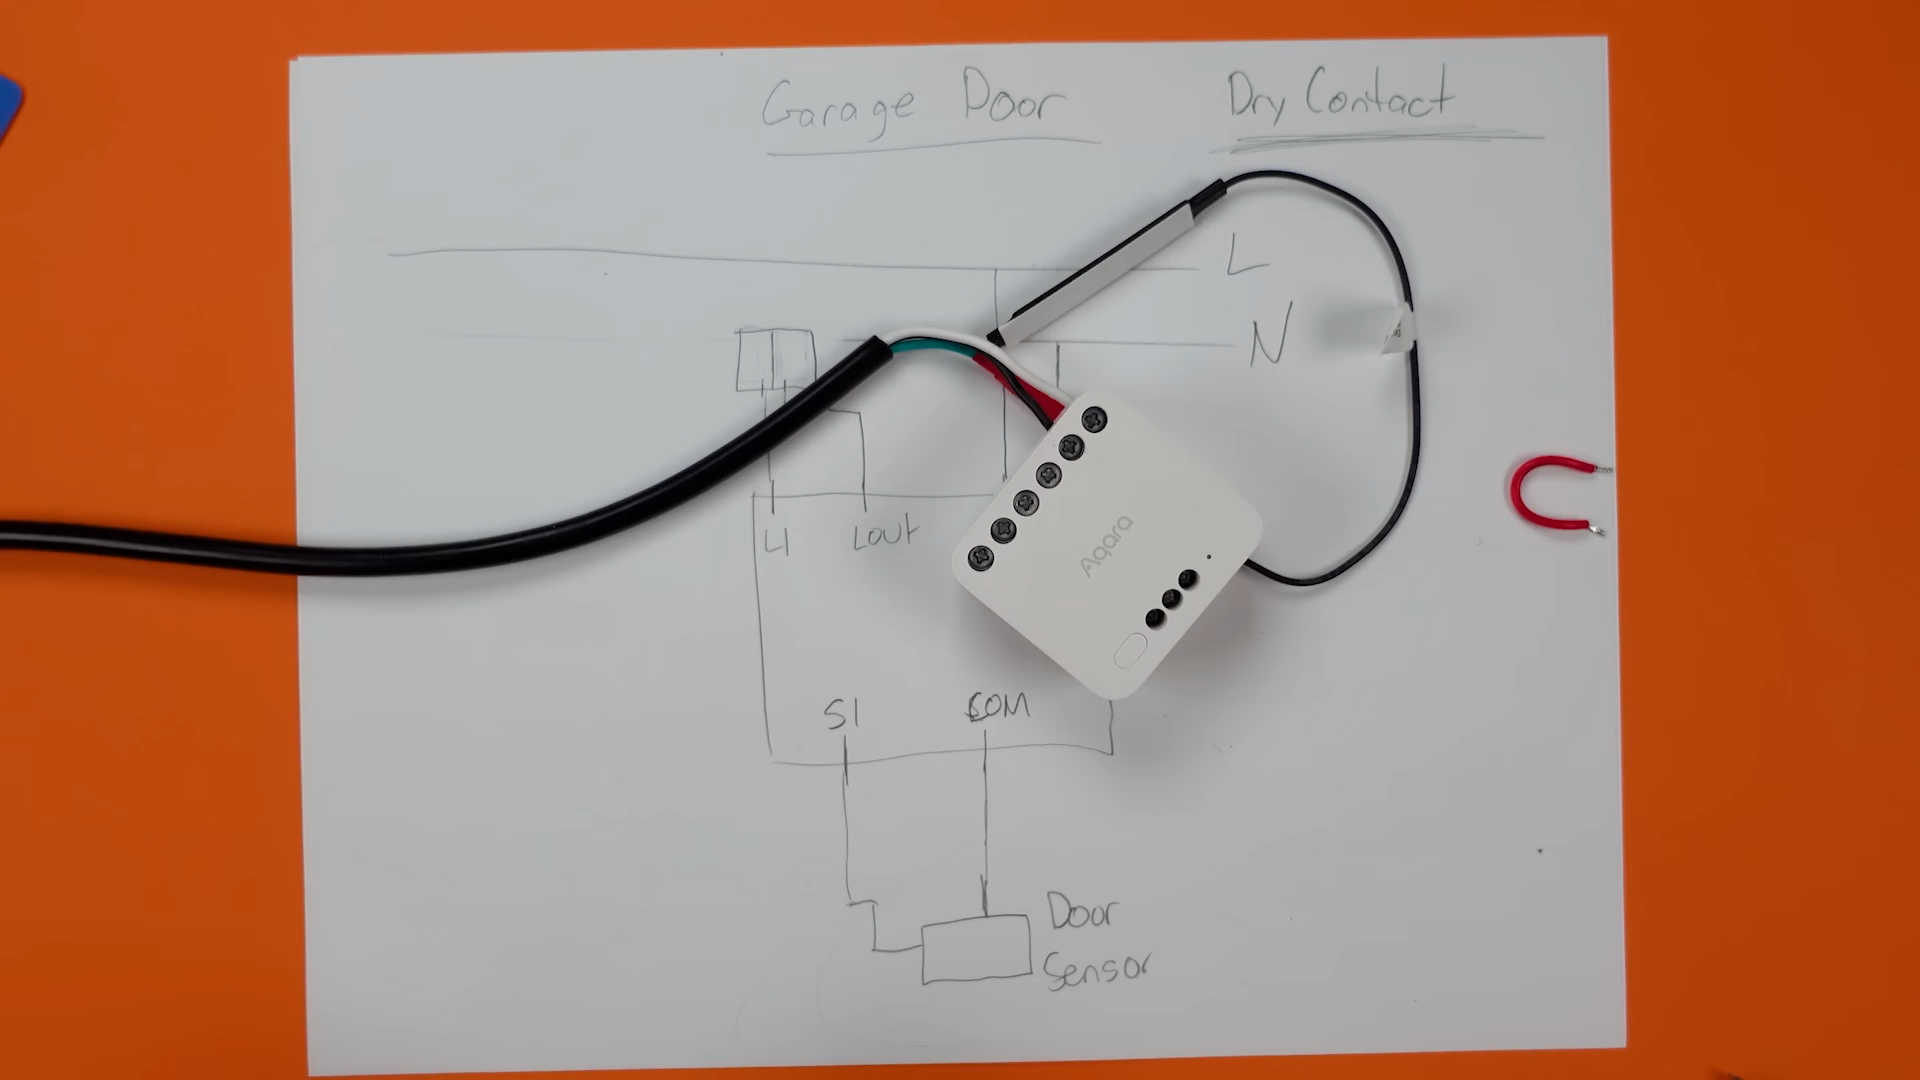 Garage Door
Dry Contact
L
N
L1
Lout
Aqara
S1
COM
Door
Sensor